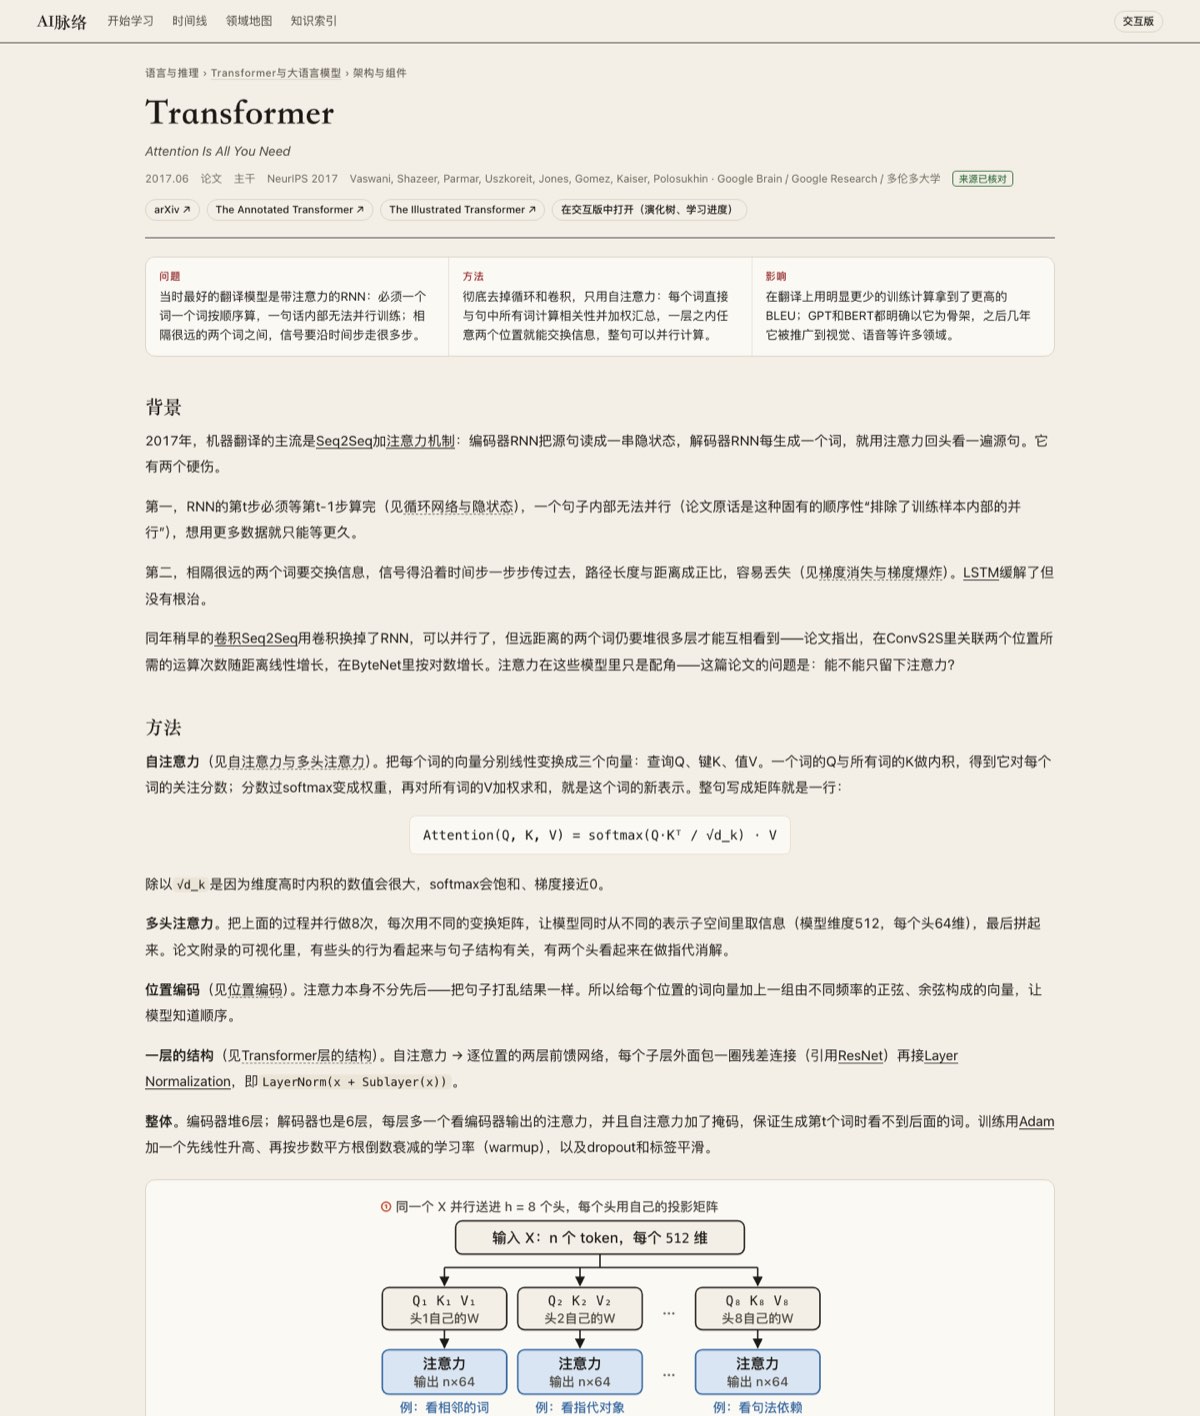 AI脉络 开始学习 时间线 领域地图 知识索引 交互版
语言与推理 › Transformer与大语言模型 › 架构与组件
Transformer
Attention Is All You Need
2017.06 论文 主干 NeurIPS 2017 Vaswani, Shazeer, Parmar, Uszkoreit, Jones, Gomez, Kaiser, Polosukhin · Google Brain / Google Research / 多伦多大学 来源已核对
arXiv ↗ The Annotated Transformer ↗ The Illustrated Transformer ↗ 在交互版中打开（演化树、学习进度）
问题
当时最好的翻译模型是带注意力的RNN：必须一个
词一个词按顺序算，一句话内部无法并行训练；相
隔很远的两个词之间，信号要沿时间步走很多步。
方法
彻底去掉循环和卷积，只用自注意力：每个词直接
与句中所有词计算相关性并加权汇总，一层之内任
意两个位置就能交换信息，整句可以并行计算。
影响
在翻译上用明显更少的训练计算拿到了更高的
BLEU；GPT和BERT都明确以它为骨架，之后几年
它被推广到视觉、语音等许多领域。
背景
2017年，机器翻译的主流是Seq2Seq加注意力机制：编码器RNN把源句读成一串隐状态，解码器RNN每生成一个词，就用注意力回头看一遍源句。它
有两个硬伤。
第一，RNN的第t步必须等第t-1步算完（见循环网络与隐状态），一个句子内部无法并行（论文原话是这种固有的顺序性“排除了训练样本内部的并
行”），想用更多数据就只能等更久。
第二，相隔很远的两个词要交换信息，信号得沿着时间步一步步传过去，路径长度与距离成正比，容易丢失（见梯度消失与梯度爆炸）。LSTM缓解了但
没有根治。
同年稍早的卷积Seq2Seq用卷积换掉了RNN，可以并行了，但远距离的两个词仍要堆很多层才能互相看到——论文指出，在ConvS2S里关联两个位置所
需的运算次数随距离线性增长，在ByteNet里按对数增长。注意力在这些模型里只是配角——这篇论文的问题是：能不能只留下注意力？
方法
自注意力（见自注意力与多头注意力）。把每个词的向量分别线性变换成三个向量：查询Q、键K、值V。一个词的Q与所有词的K做内积，得到它对每个
词的关注分数；分数过softmax变成权重，再对所有词的V加权求和，就是这个词的新表示。整句写成矩阵就是一行：
Attention(Q, K, V) = softmax(Q·Kᵀ / √d_k) · V
除以 √d_k 是因为维度高时内积的数值会很大，softmax会饱和、梯度接近0。
多头注意力。把上面的过程并行做8次，每次用不同的变换矩阵，让模型同时从不同的表示子空间里取信息（模型维度512，每个头64维），最后拼起
来。论文附录的可视化里，有些头的行为看起来与句子结构有关，有两个头看起来在做指代消解。
位置编码（见位置编码）。注意力本身不分先后——把句子打乱结果一样。所以给每个位置的词向量加上一组由不同频率的正弦、余弦构成的向量，让
模型知道顺序。
一层的结构（见Transformer层的结构）。自注意力 → 逐位置的两层前馈网络，每个子层外面包一圈残差连接（引用ResNet）再接Layer
Normalization，即 LayerNorm(x + Sublayer(x)) 。
整体。编码器堆6层；解码器也是6层，每层多一个看编码器输出的注意力，并且自注意力加了掩码，保证生成第t个词时看不到后面的词。训练用Adam
加一个先线性升高、再按步数平方根倒数衰减的学习率（warmup），以及dropout和标签平滑。
① 同一个 X 并行送进 h = 8 个头，每个头用自己的投影矩阵
输入 X：n 个 token，每个 512 维
Q₁ K₁ V₁ Q₂ K₂ V₂ Q₈ K₈ V₈
头1自己的W 头2自己的W ... 头8自己的W
注意力 注意力 注意力
输出 n×64 输出 n×64 ... 输出 n×64
例：看相邻的词 例：看指代对象 例：看句法依赖